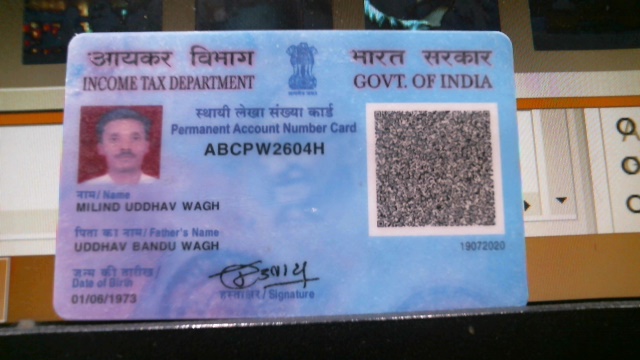 आयकर विभाग
INCOME TAX DEPARTMENT
भारत सरकार
GOVT. OF INDIA
स्थायी लेखा संख्या कार्ड
Permanent Account Number Card
ABCPW2604H
नाम/ Name
MILIND UDDHAV WAGH
पिता का नाम/ Father's Name
UDDHAV BANDU WAGH
जन्म की तारीख/
Date of Birth
01/06/1973
हस्ताक्षर/ Signature
19072020